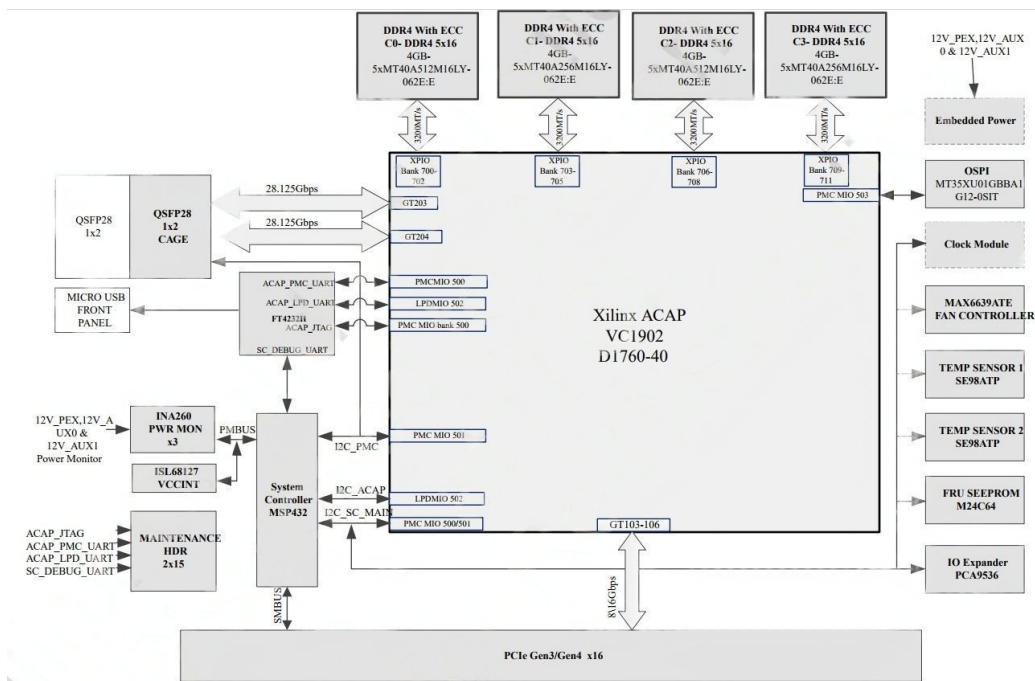 DDR4 With ECC
C0- DDR4 5x16
4GB-
5xMT40A512M16LY-
062E:E
DDR4 With ECC
C1- DDR4 5x16
4GB-
5xMT40A256M16LY-
062E:E
DDR4 With ECC
C2- DDR4 5x16
4GB-
5xMT40A512M16LY-
062E:E
DDR4 With ECC
C3- DDR4 5x16
4GB-
5xMT40A256M16LY-
062E:E
12V_PEX,12V_AUX
0 & 12V_AUX1
3200MT/s
3200MT/s
3200MT/s
3200MT/s
Embedded Power
XPIO
Bank 700-
702
XPIO
Bank 703-
705
XPIO
Bank 706-
708
XPIO
Bank 709-
711
PMC MIO 503
OSPI
MT35XU01GBBA1
G12-0SIT
QSFP28
1x2
QSFP28
1x2
CAGE
28.125Gbps
GT203
28.125Gbps
GT204
Clock Module
MICRO USB
FRONT
PANEL
ACAP_PMC_UART
ACAP_LPD_UART
FT4232H
ACAP_JTAG
SC_DEBUG_UART
PMCMIO 500
LPDMIO 502
PMC MIO bank 500
Xilinx ACAP
VC1902
D1760-40
MAX6639ATE
FAN CONTROLLER
TEMP SENSOR 1
SE98ATP
12V_PEX,12V_A
UX0 &
12V_AUX1
Power Monitor
INA260
PWR MON
x3
PMBUS
ISL68127
VCCINT
System
Controller
MSP432
I2C_PMC
PMC MIO 501
TEMP SENSOR 2
SE98ATP
I2C_ACAP
LPDMIO 502
I2C_SC_MAIN
PMC MIO 500/501
GT103-106
FRU SEEPROM
M24C64
ACAP_JTAG
ACAP_PMC_UART
ACAP_LPD_UART
SC_DEBUG_UART
MAINTENANCE
HDR
2x15
IO Expander
PCA9536
SMBUS
8\16Gbps
PCIe Gen3/Gen4 x16